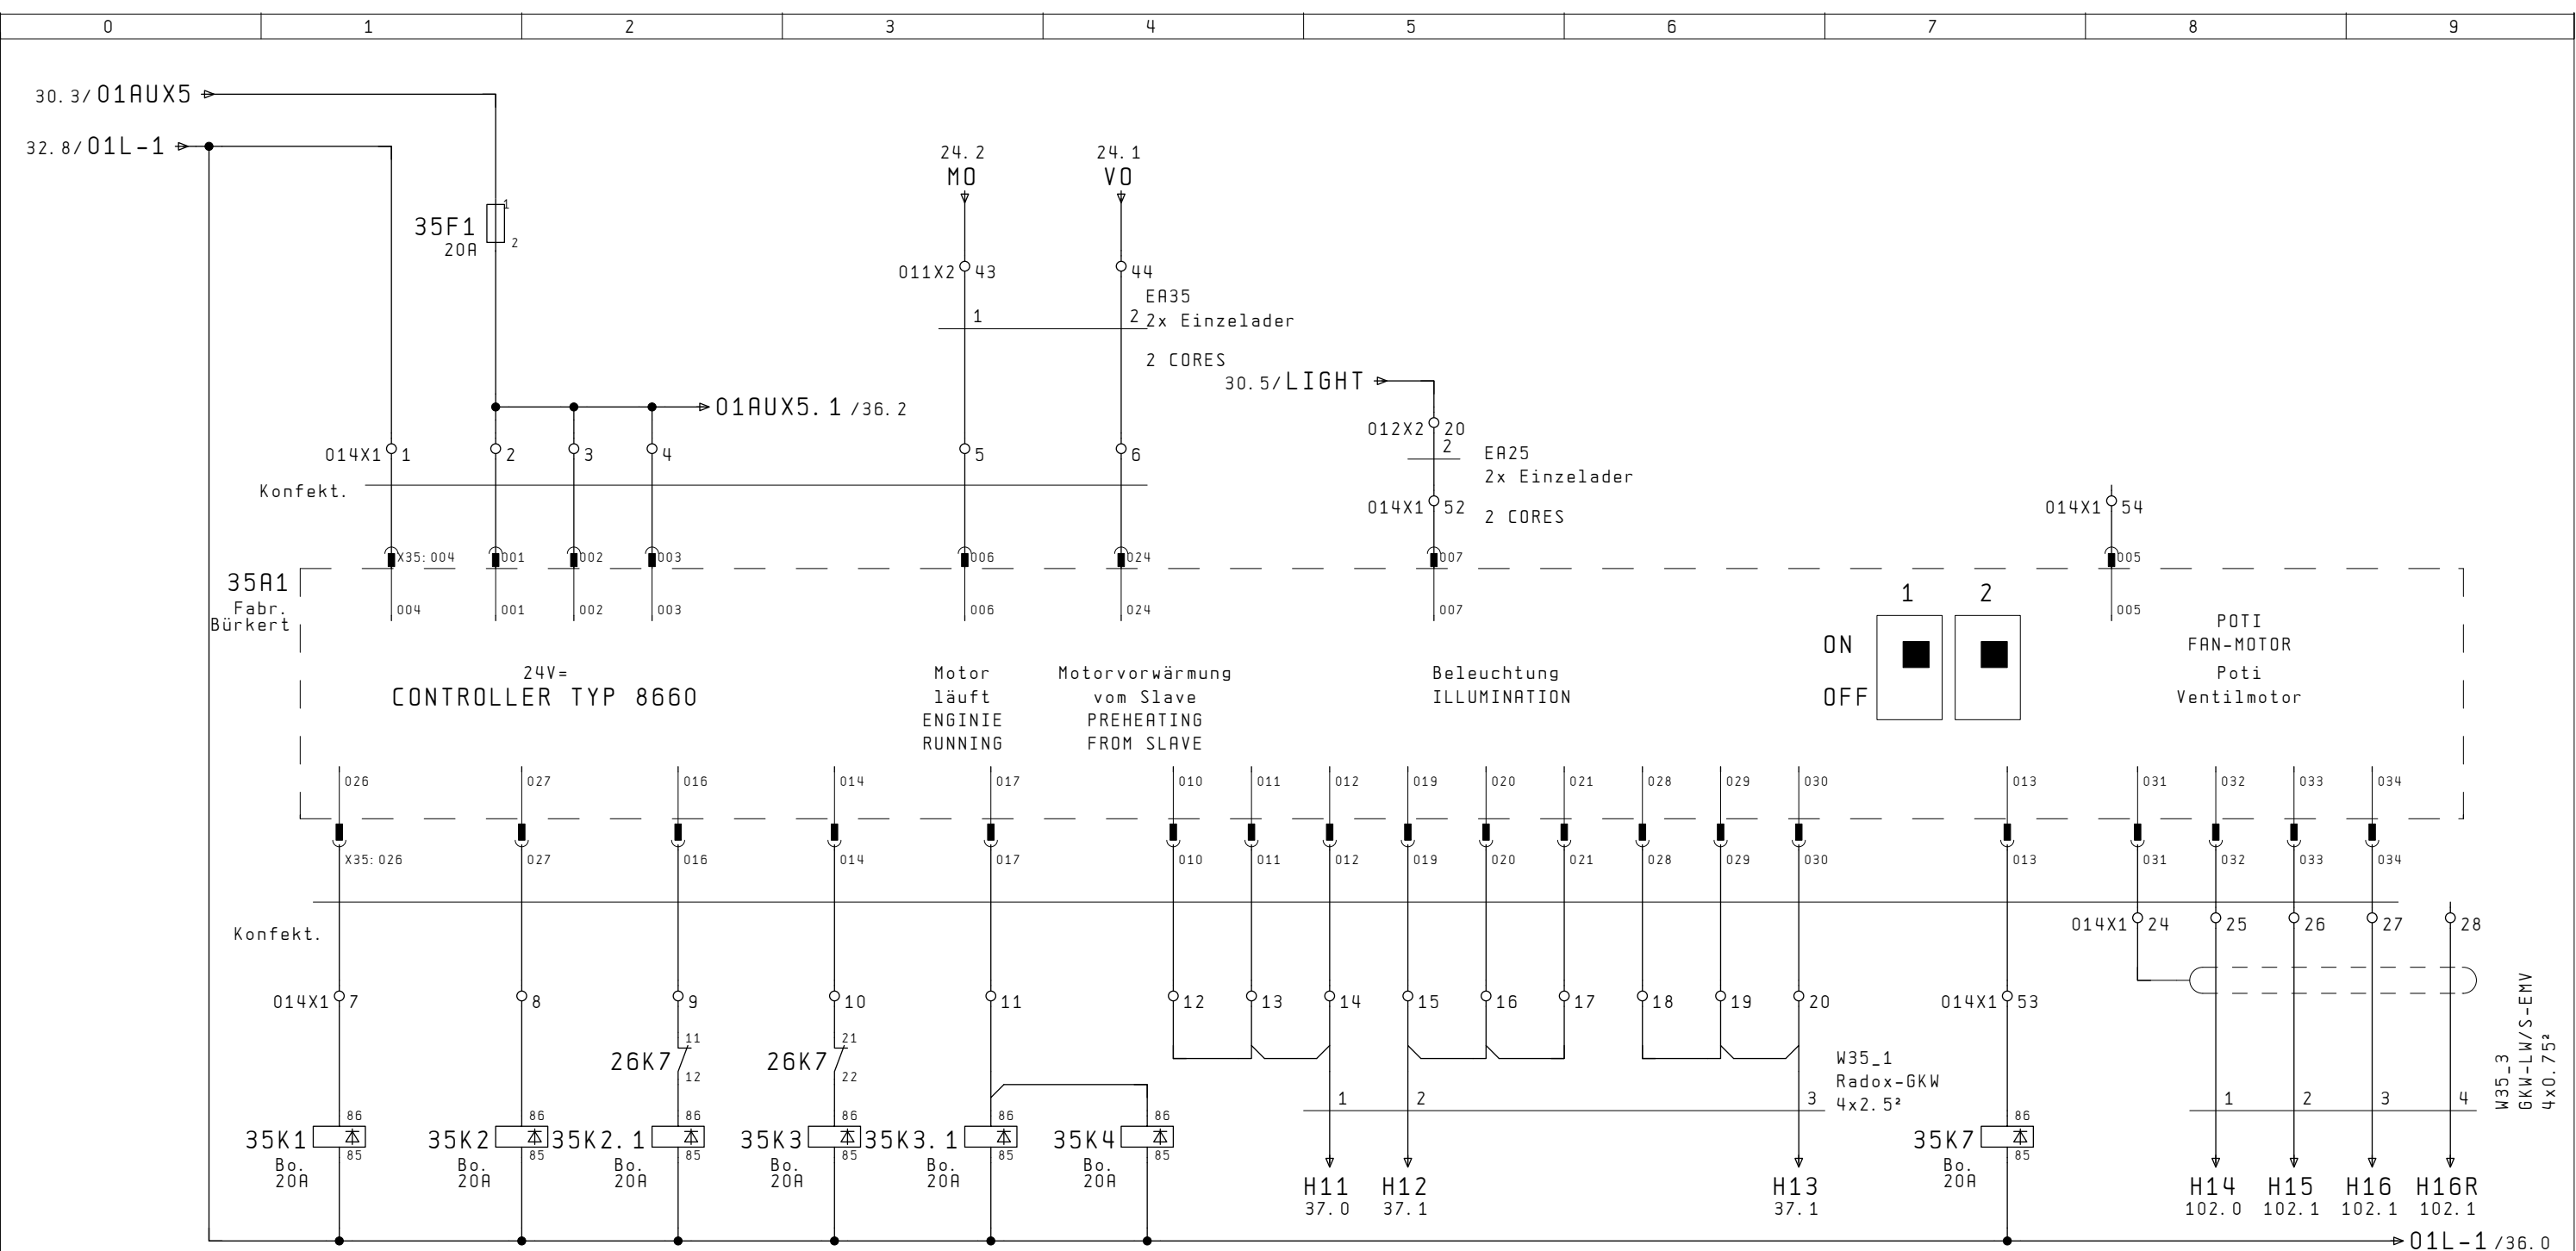 0 1 2 3 4 5 6 7 8 9
30.3/01AUX5
32.8/01L-1
24.2 24.1
MO VO
35F1 1
20A 2
011X2 43 44
EA35
1 2 2x Einzelader
2 CORES
30.5/LIGHT
01AUX5.1 /36.2
012X2 20
2 EA25
2x Einzelader
014X1 1 2 3 4 5 6
Konfekt.
014X1 52 2 CORES
014X1 54
X35:004 001 002 003 006 024 007 005
35A1
Fabr.
Bürkert
004 001 002 003 006 024 007 005
1 2
ON
OFF
POTI
FAN-MOTOR
Poti
Ventilmotor
24V=
CONTROLLER TYP 8660
Motor
läuft
ENGINIE
RUNNING
Motorvorwärmung
vom Slave
PREHEATING
FROM SLAVE
Beleuchtung
ILLUMINATION
026 027 016 014 017 010 011 012 019 020 021 028 029 030 013 031 032 033 034
X35:026 027 016 014 017 010 011 012 019 020 021 028 029 030 013 031 032 033 034
Konfekt.
014X1 24 25 26 27 28
014X1 7 8 9 10 11 12 13 14 15 16 17 18 19 20 014X1 53
11 21
26K7 26K7
12 22
W35_1
Radox-GKW
4x2.5²
1 2 3
1 2 3 4
W35_3
GKW-LW/S-EMV
4x0.75²
86 86 86 86 86 86 86
35K1 35K2 35K2.1 35K3 35K3.1 35K4 35K7
85 85 85 85 85 85 85
Bo. Bo. Bo. Bo. Bo. Bo. Bo.
20A 20A 20A 20A 20A 20A 20A
H11 H12 H13 H14 H15 H16 H16R
37.0 37.1 37.1 102.0 102.1 102.1 102.1
01L-1 /36.0